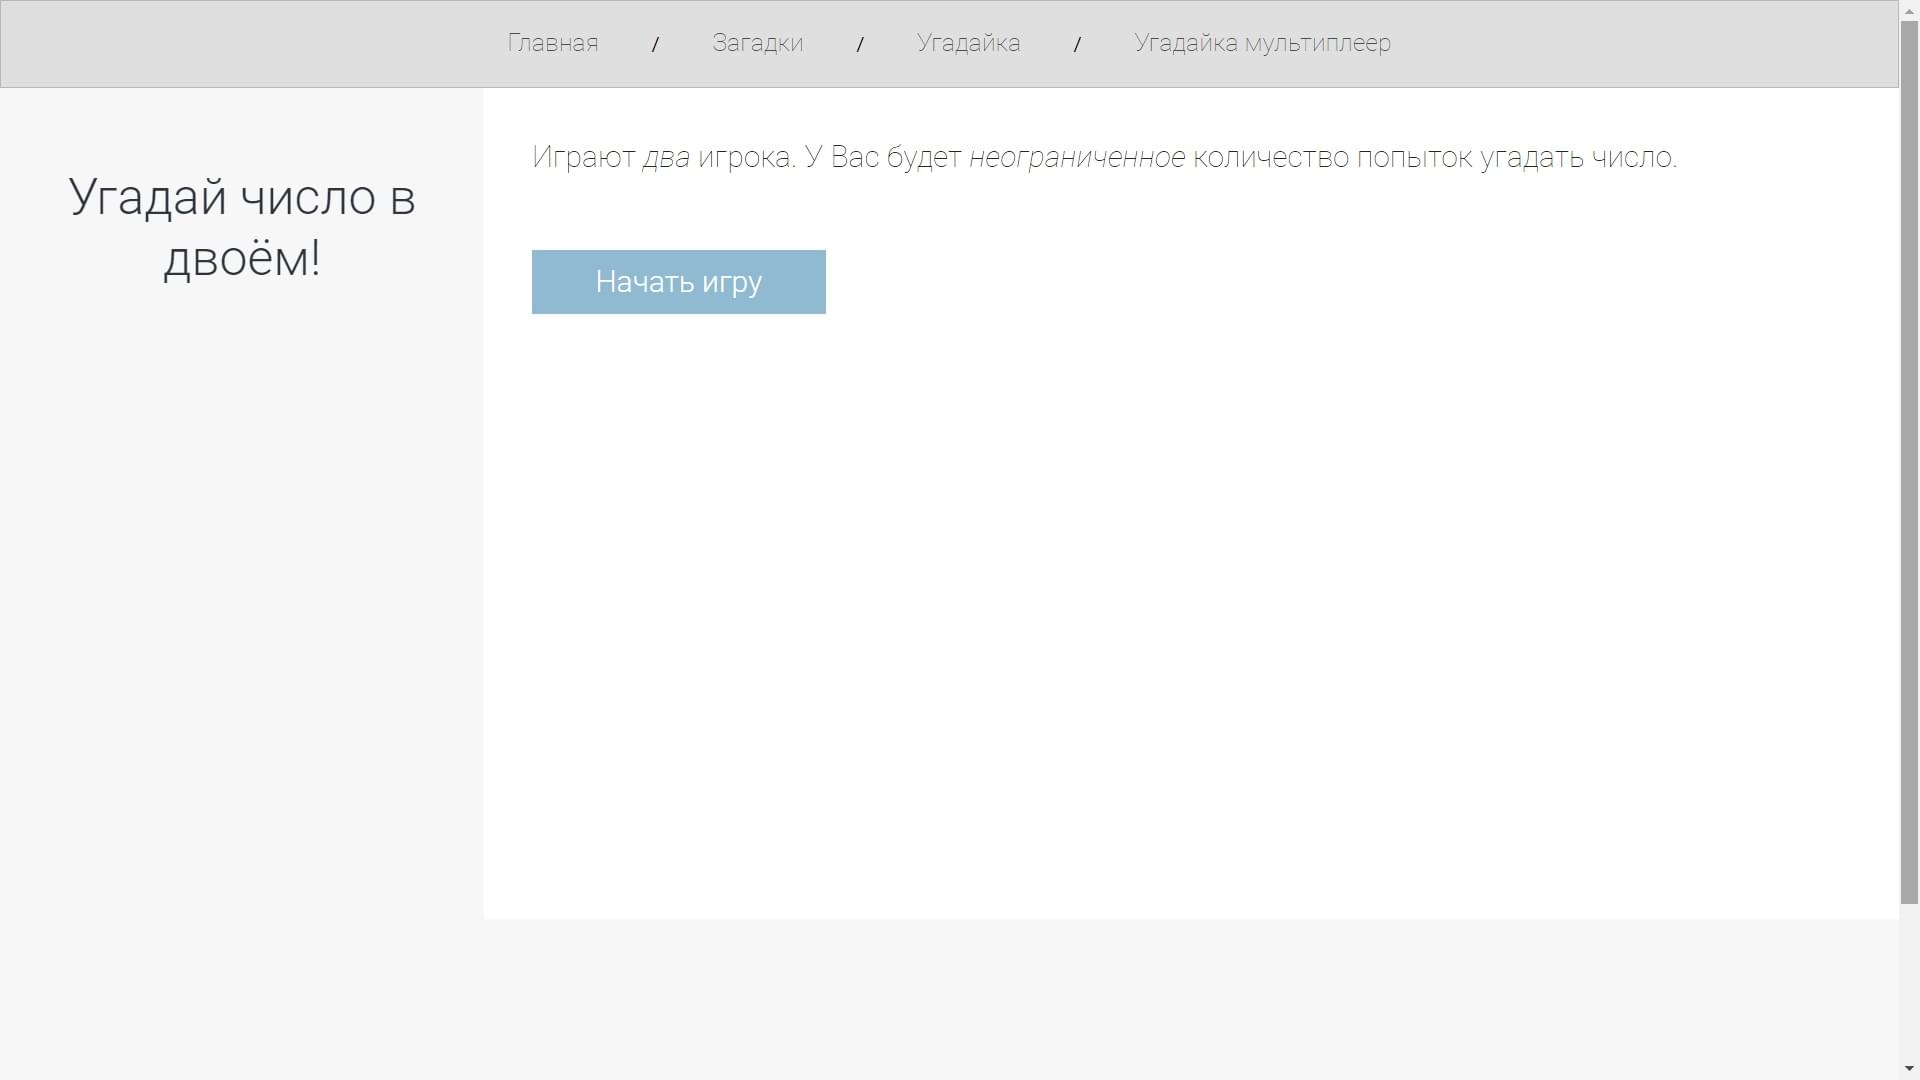 Главная / Загадки / Угадайка / Угадайка мультиплеер
Угадай число в
двоём!
Играют два игрока. У Вас будет неограниченное количество попыток угадать число.
Начать игру